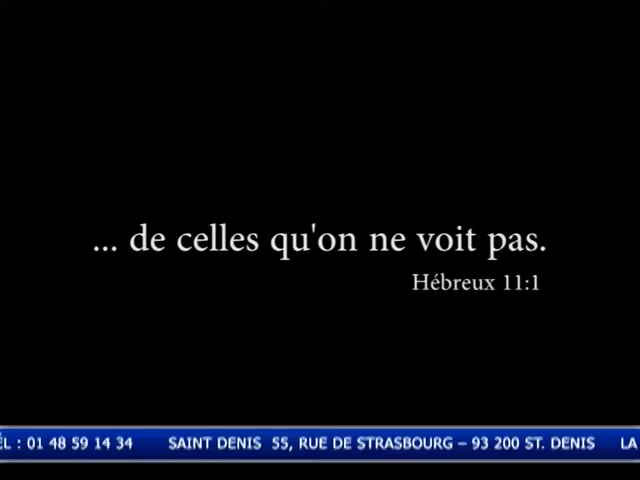 ... de celles qu'on ne voit pas.
Hébreux 11:1
ÉL : 01 48 59 14 34 SAINT DENIS 55, RUE DE STRASBOURG – 93 200 ST. DENIS LA